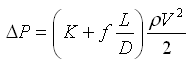 ΔP = (K + f L/D) ρV²/2